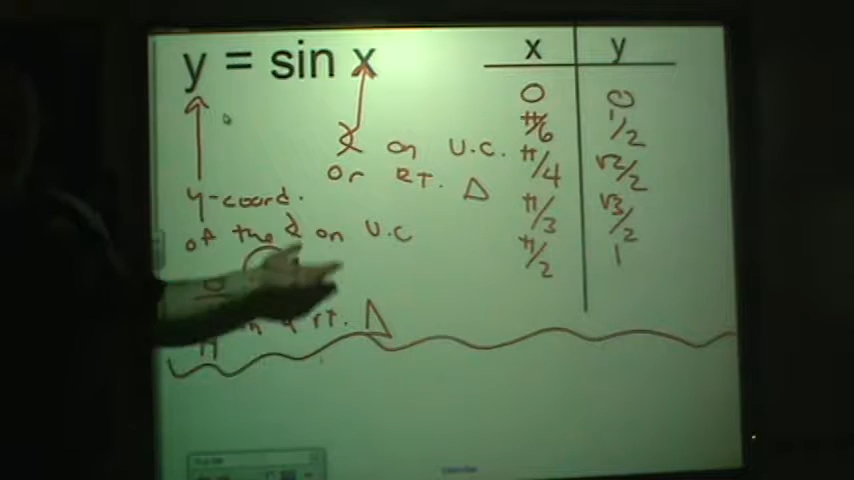 y = sin x
∡ on U.C.
or RT. △
y-coord.
of the ∡ on U.C
O
H
rt. △
x y
0 0
π/6 1/2
π/4 √2/2
π/3 √3/2
π/2 1